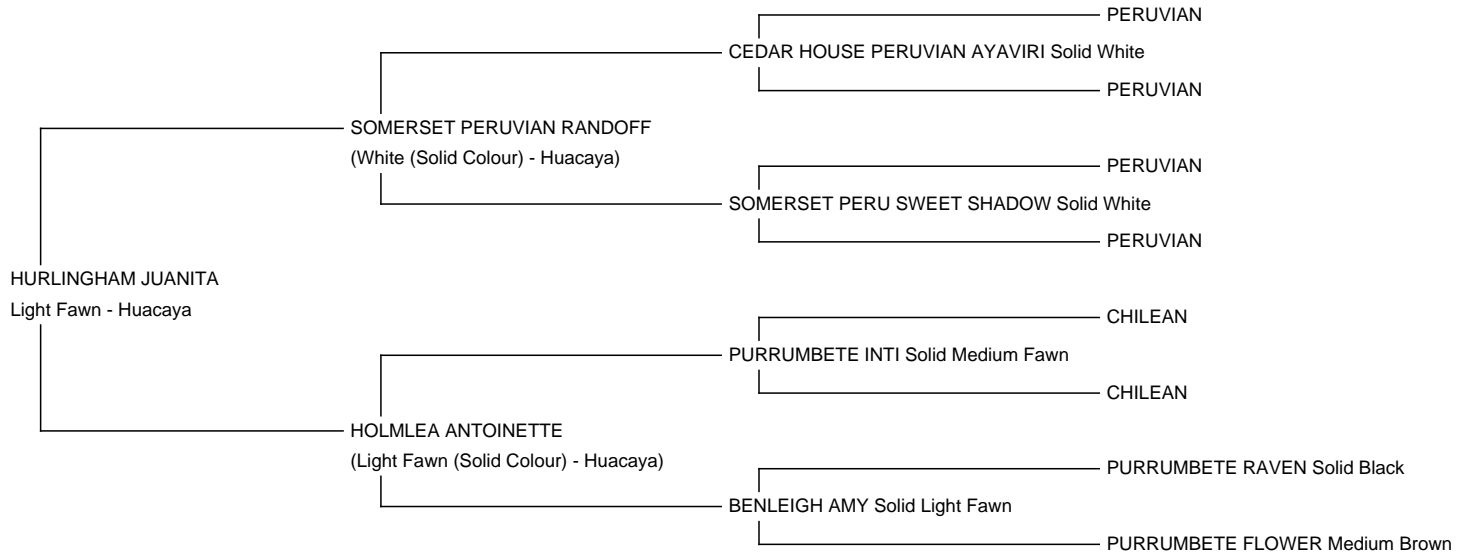 PERUVIAN
CEDAR HOUSE PERUVIAN AYAVIRI Solid White
PERUVIAN
SOMERSET PERUVIAN RANDOFF
(White (Solid Colour) - Huacaya)
PERUVIAN
SOMERSET PERU SWEET SHADOW Solid White
PERUVIAN
HURLINGHAM JUANITA
Light Fawn - Huacaya
CHILEAN
PURRUMBETE INTI Solid Medium Fawn
CHILEAN
HOLMLEA ANTOINETTE
(Light Fawn (Solid Colour) - Huacaya)
PURRUMBETE RAVEN Solid Black
BENLEIGH AMY Solid Light Fawn
PURRUMBETE FLOWER Medium Brown